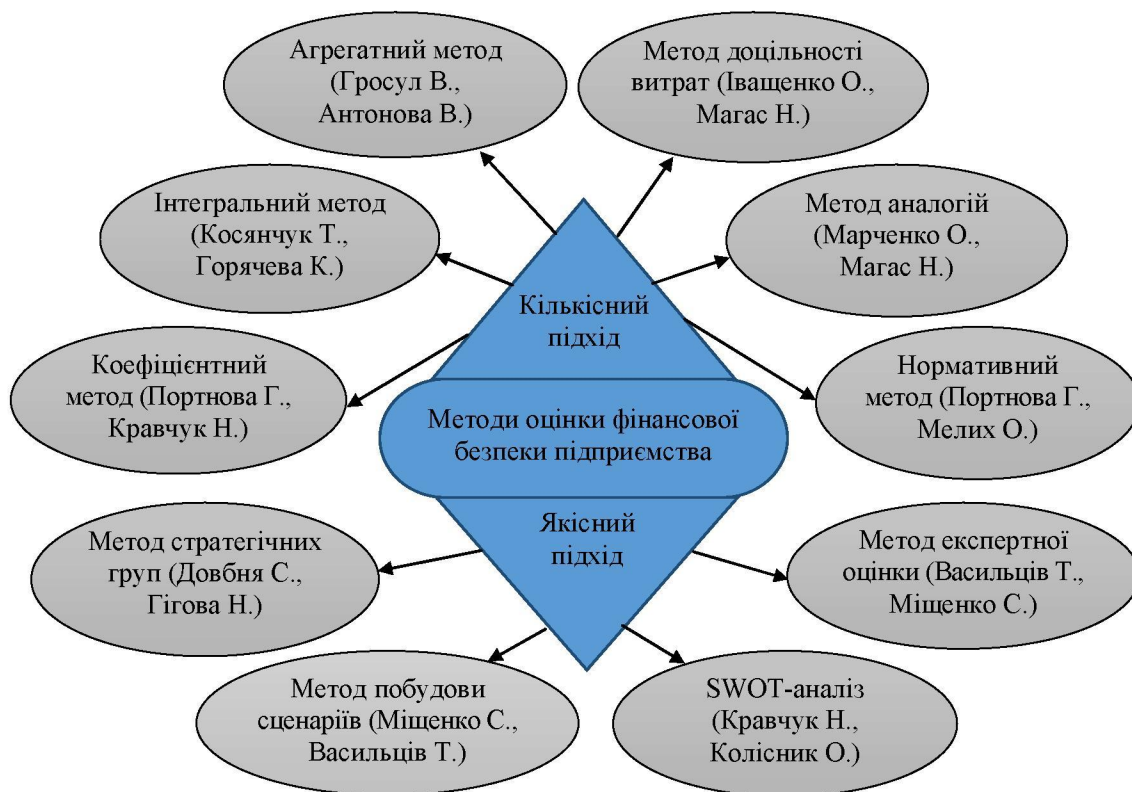 Агрегатний метод
(Гросул В.,
Антонова В.)
Метод доцільності
витрат (Іващенко О.,
Магас Н.)
Інтегральний метод
(Косянчук Т.,
Горячева К.)
Метод аналогій
(Марченко О.,
Магас Н.)
Кількісний
підхід
Коефіцієнтний
метод (Портнова Г.,
Кравчук Н.)
Нормативний
метод (Портнова Г.,
Мелих О.)
Методи оцінки фінансової
безпеки підприємства
Якісний
підхід
Метод стратегічних
груп (Довбня С.,
Гігова Н.)
Метод експертної
оцінки (Васильців Т.,
Міщенко С.)
Метод побудови
сценаріїв (Міщенко С.,
Васильців Т.)
SWOT-аналіз
(Кравчук Н.,
Колісник О.)